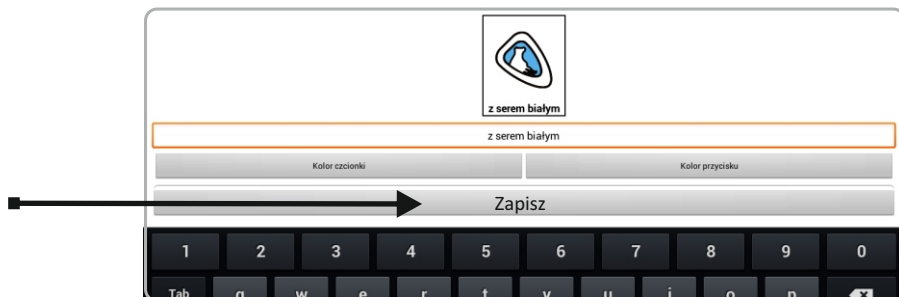 z serem białym
z serem białym
Kolor czcionki Kolor przycisku
Zapisz
1 2 3 4 5 6 7 8 9 0
Tab q w e r t y u i o p